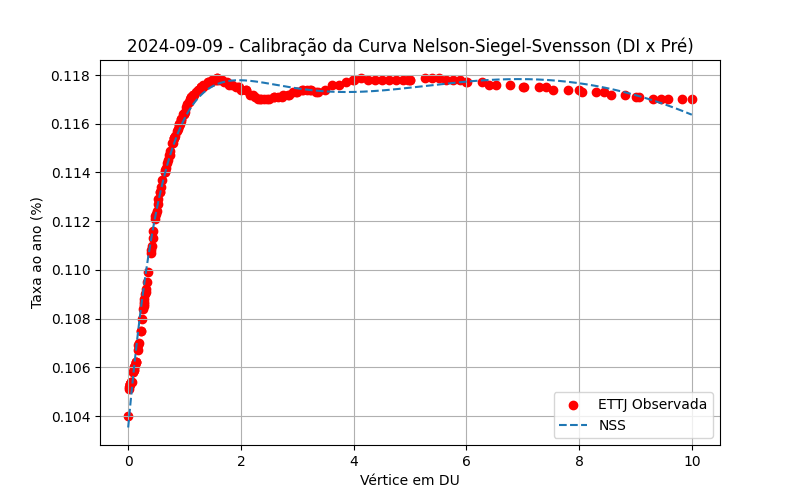 2024-09-09 - Calibração da Curva Nelson-Siegel-Svensson (DI x Pré)
Taxa ao ano (%)
0.118
0.116
0.114
0.112
0.110
0.108
0.106
0.104
ETTJ Observada
NSS
0 2 4 6 8 10
Vértice em DU